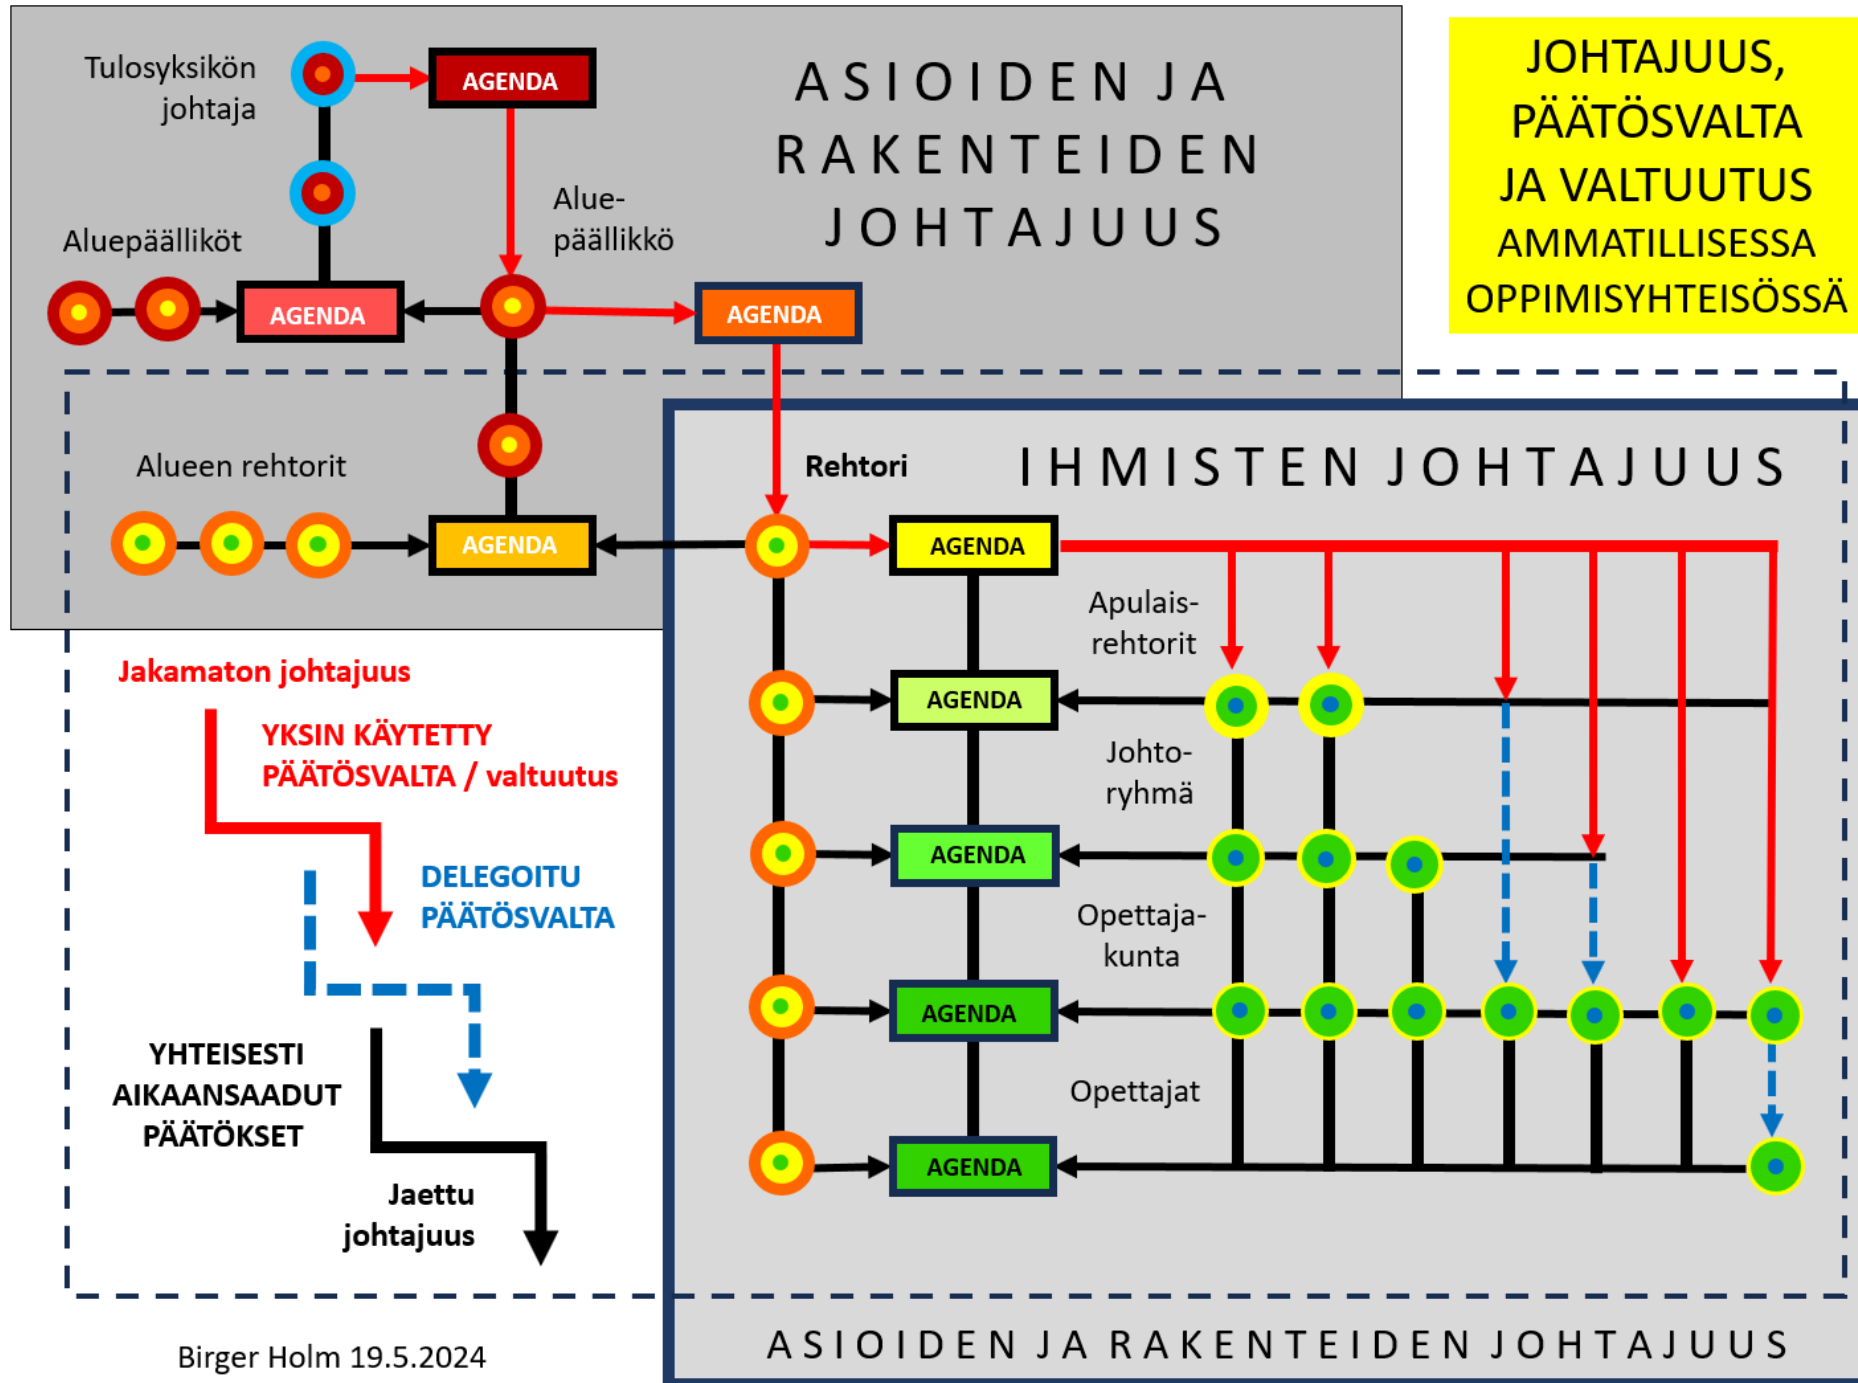 Tulosyksikön
johtaja
AGENDA
ASIOIDEN JA
RAKENTEIDEN
JOHTAJUUS
JOHTAJUUS,
PÄÄTÖSVALTA
JA VALTUUTUS
AMMATILLISESSA
OPPIMISYHTEISÖSSÄ
Alue-
päällikkö
Aluepäälliköt
AGENDA
AGENDA
Alueen rehtorit
AGENDA
Rehtori
IHMISTEN JOHTAJUUS
AGENDA
Apulais-
rehtorit
AGENDA
Johto-
ryhmä
AGENDA
Opettaja-
kunta
AGENDA
Opettajat
AGENDA
Jakamaton johtajuus
YKSIN KÄYTETTY
PÄÄTÖSVALTA / valtuutus
DELEGOITU
PÄÄTÖSVALTA
YHTEISESTI
AIKAANSAADUT
PÄÄTÖKSET
Jaettu
johtajuus
ASIOIDEN JA RAKENTEIDEN JOHTAJUUS
Birger Holm 19.5.2024